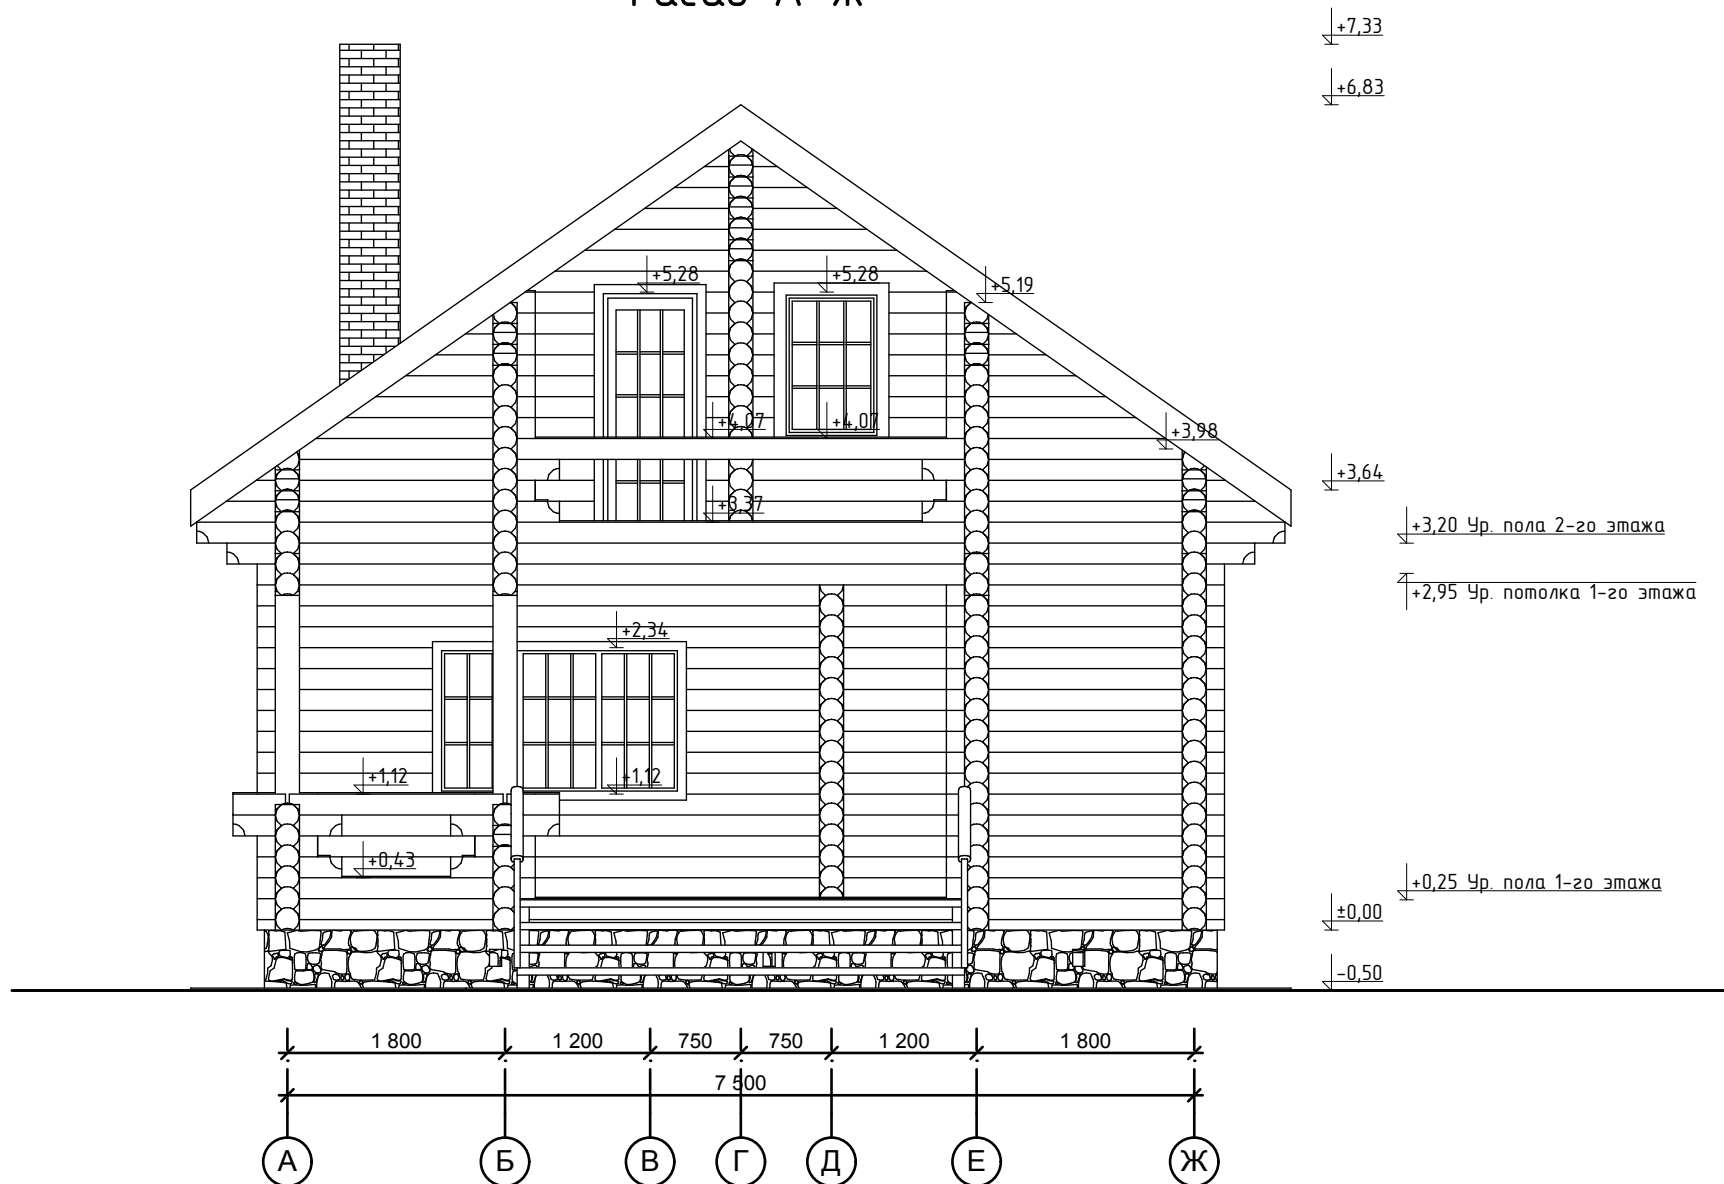 Фасад А-Ж
+7,33
+6,83
+5,28
+5,28
+5,19
+4,07
+4,07
+3,98
+3,64
+3,37
+3,20 Ур. пола 2-го этажа
+2,95 Ур. потолка 1-го этажа
+2,34
+1,12
+1,12
+0,43
+0,25 Ур. пола 1-го этажа
±0,00
-0,50
1 800
1 200
750
750
1 200
1 800
7 500
А
Б
В
Г
Д
Е
Ж